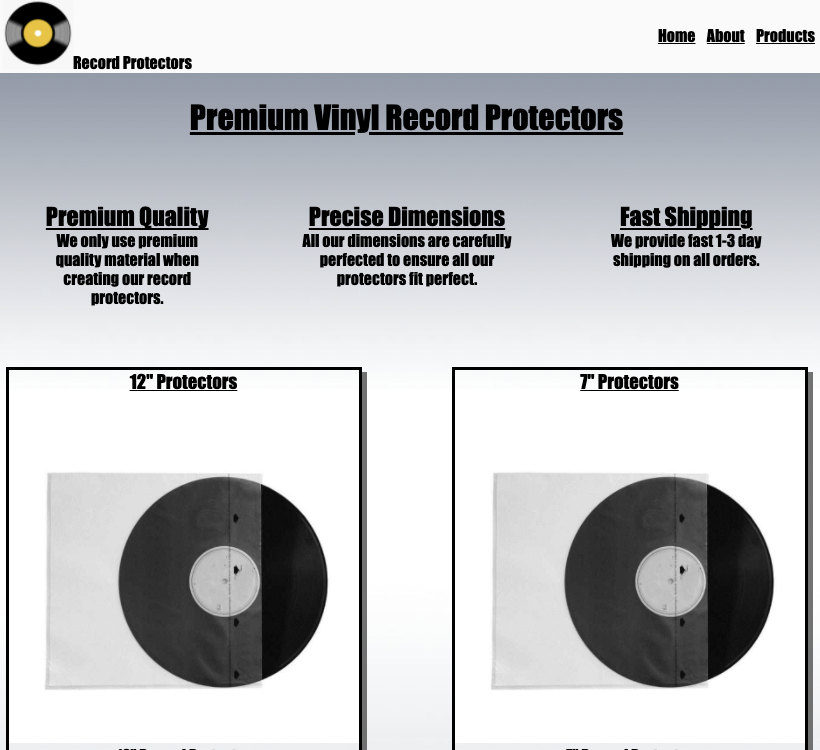 Record Protectors
Home About Products
Premium Vinyl Record Protectors
Premium Quality
We only use premium
quality material when
creating our record
protectors.
Precise Dimensions
All our dimensions are carefully
perfected to ensure all our
protectors fit perfect.
Fast Shipping
We provide fast 1-3 day
shipping on all orders.
12" Protectors
7" Protectors